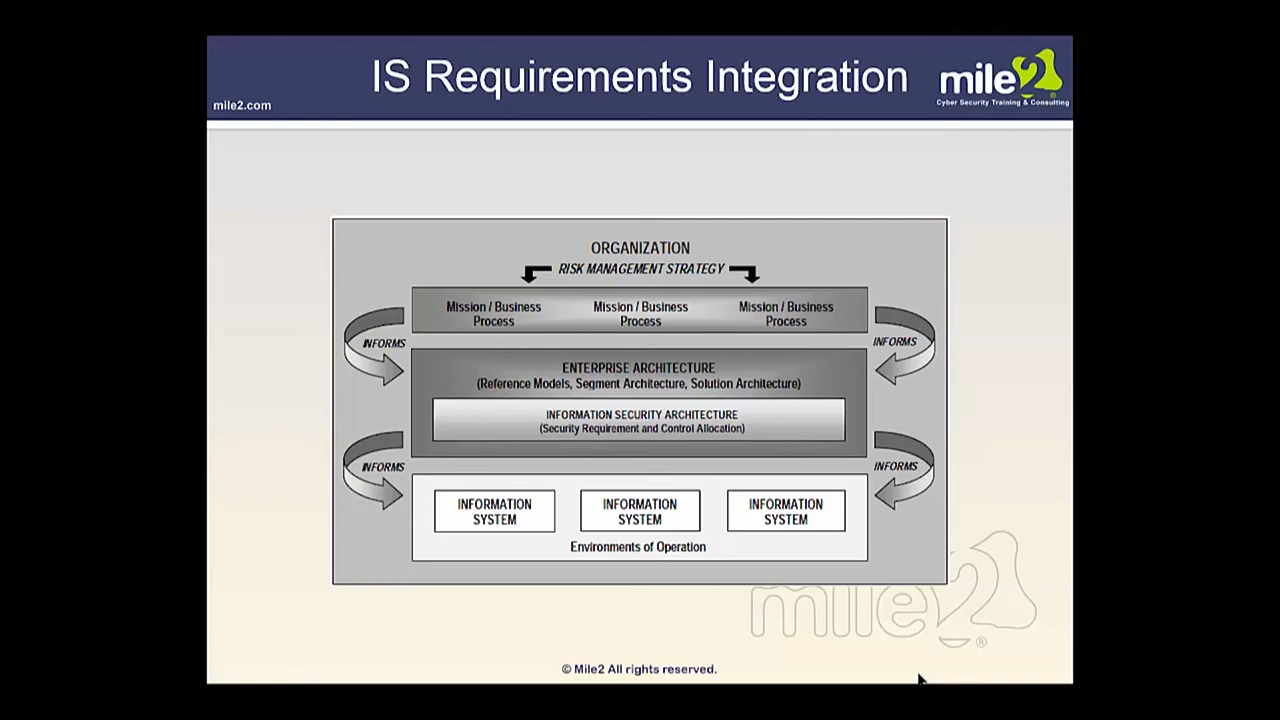 IS Requirements Integration
mile2.com
mile2
Cyber Security Training & Consulting
ORGANIZATION
RISK MANAGEMENT STRATEGY
Mission / Business
Process
Mission / Business
Process
Mission / Business
Process
INFORMS
INFORMS
ENTERPRISE ARCHITECTURE
(Reference Models, Segment Architecture, Solution Architecture)
INFORMATION SECURITY ARCHITECTURE
(Security Requirement and Control Allocation)
INFORMS
INFORMS
INFORMATION
SYSTEM
INFORMATION
SYSTEM
INFORMATION
SYSTEM
Environments of Operation
mile2®
© Mile2 All rights reserved.